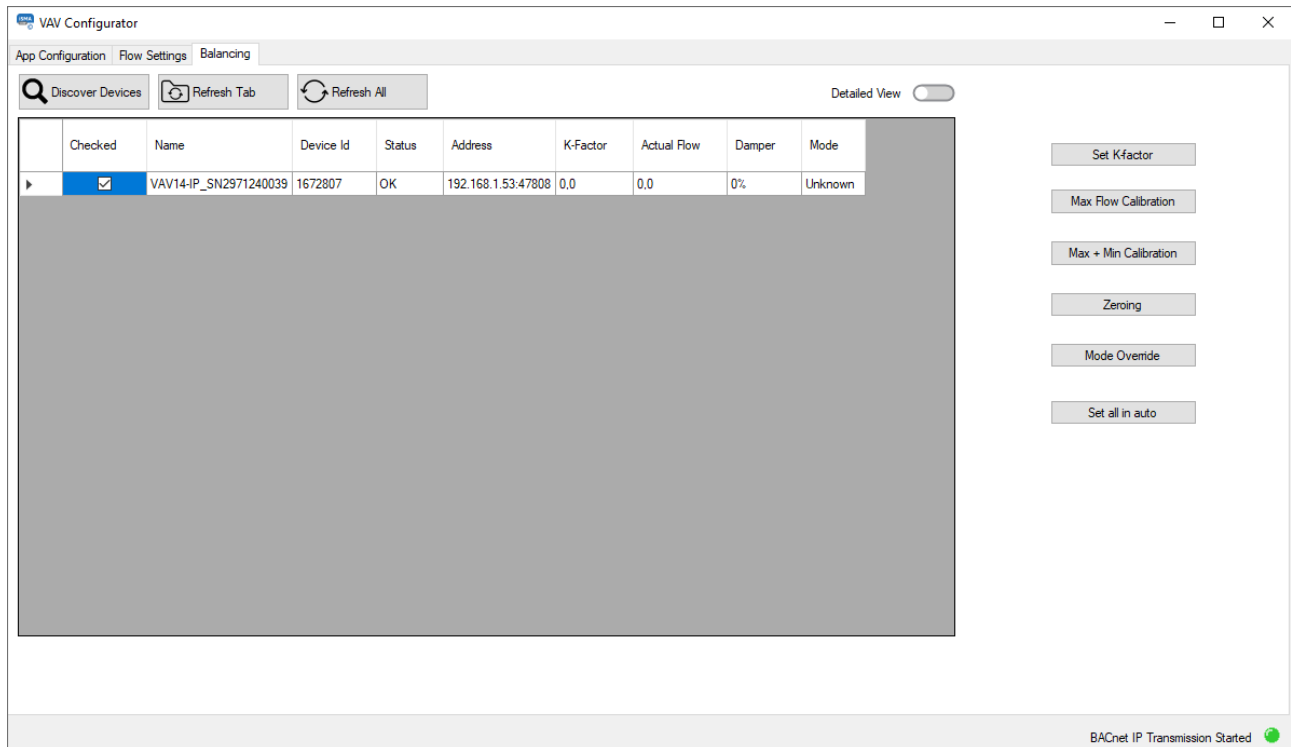 VAV Configurator
App Configuration Flow Settings Balancing
Discover Devices Refresh Tab Refresh All Detailed View
Checked Name Device Id Status Address K-Factor Actual Flow Damper Mode
VAV14-IP_SN2971240039 1672807 OK 192.168.1.53:47808 0,0 0,0 0% Unknown
Set K-factor
Max Flow Calibration
Max + Min Calibration
Zeroing
Mode Override
Set all in auto
BACnet IP Transmission Started